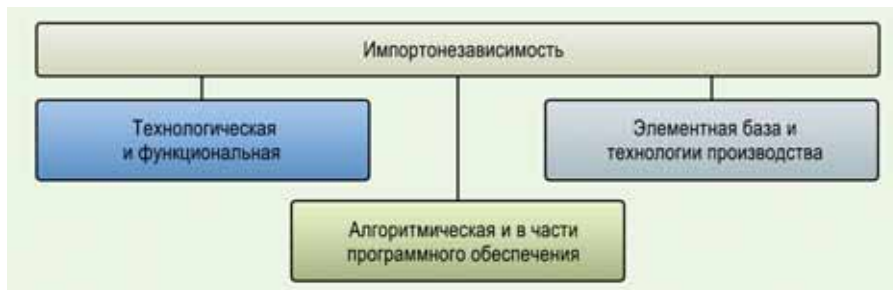 Импортонезависимость
Технологическая
и функциональная
Элементная база и
технологии производства
Алгоритмическая и в части
программного обеспечения